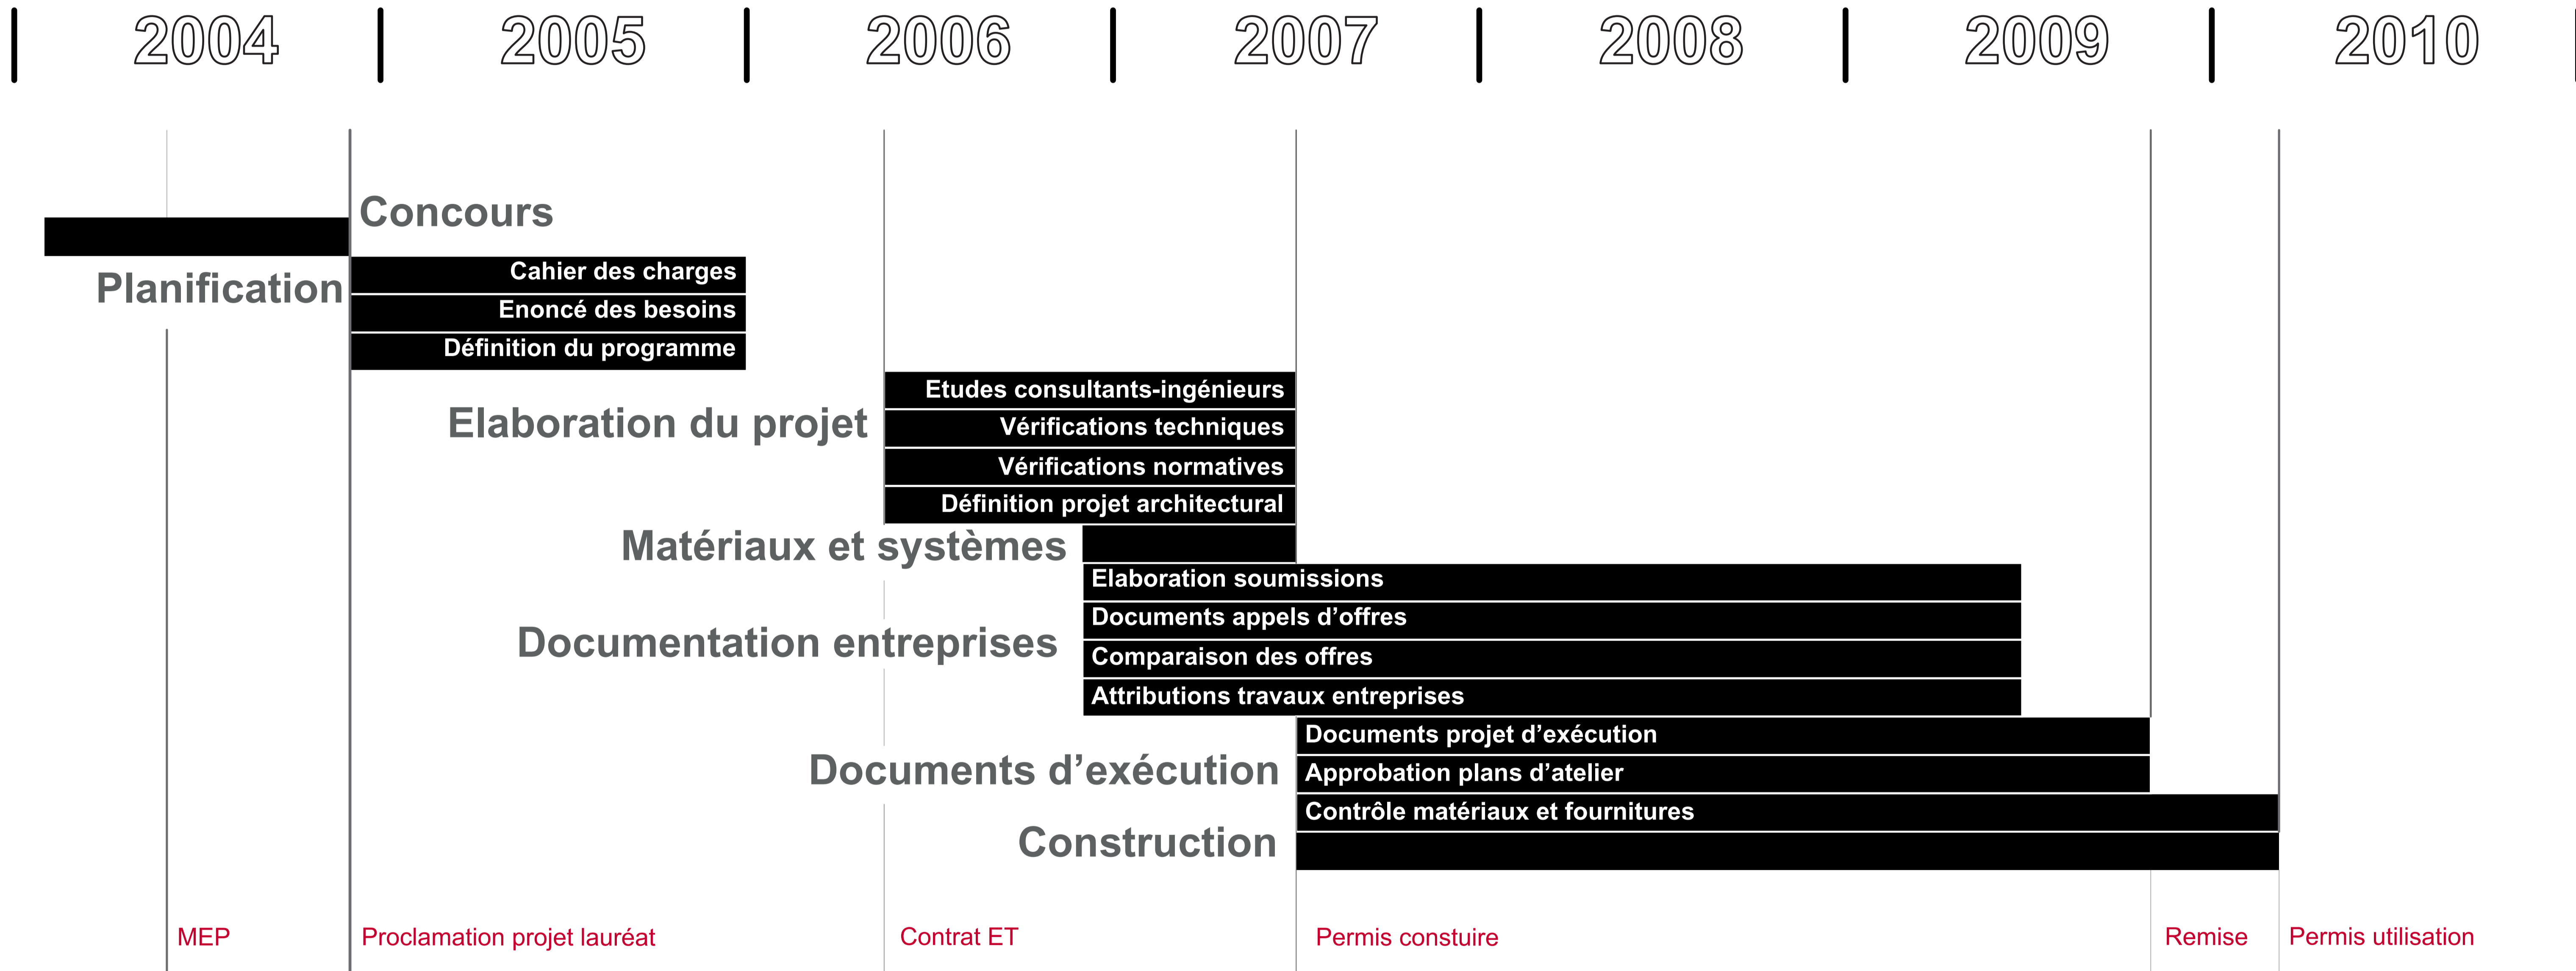 2004 2005 2006 2007 2008 2009 2010
Concours
Planification
Cahier des charges
Enoncé des besoins
Définition du programme
Elaboration du projet
Etudes consultants-ingénieurs
Vérifications techniques
Vérifications normatives
Définition projet architectural
Matériaux et systèmes
Documentation entreprises
Elaboration soumissions
Documents appels d’offres
Comparaison des offres
Attributions travaux entreprises
Documents d’exécution
Documents projet d’exécution
Approbation plans d’atelier
Contrôle matériaux et fournitures
Construction
MEP Proclamation projet lauréat Contrat ET Permis constuire Remise Permis utilisation